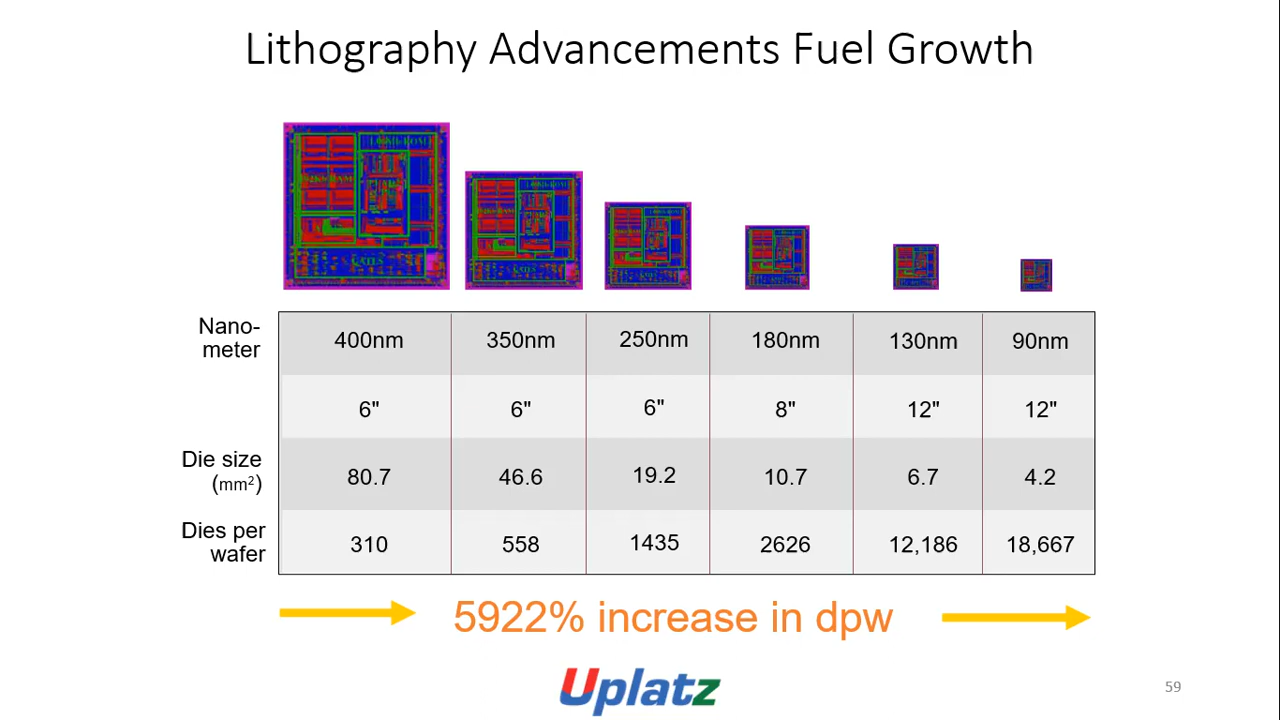 Lithography Advancements Fuel Growth
Nano-
meter
400nm 350nm 250nm 180nm 130nm 90nm
6" 6" 6" 8" 12" 12"
Die size
(mm²)
80.7 46.6 19.2 10.7 6.7 4.2
Dies per
wafer
310 558 1435 2626 12,186 18,667
5922% increase in dpw
Uplatz
59